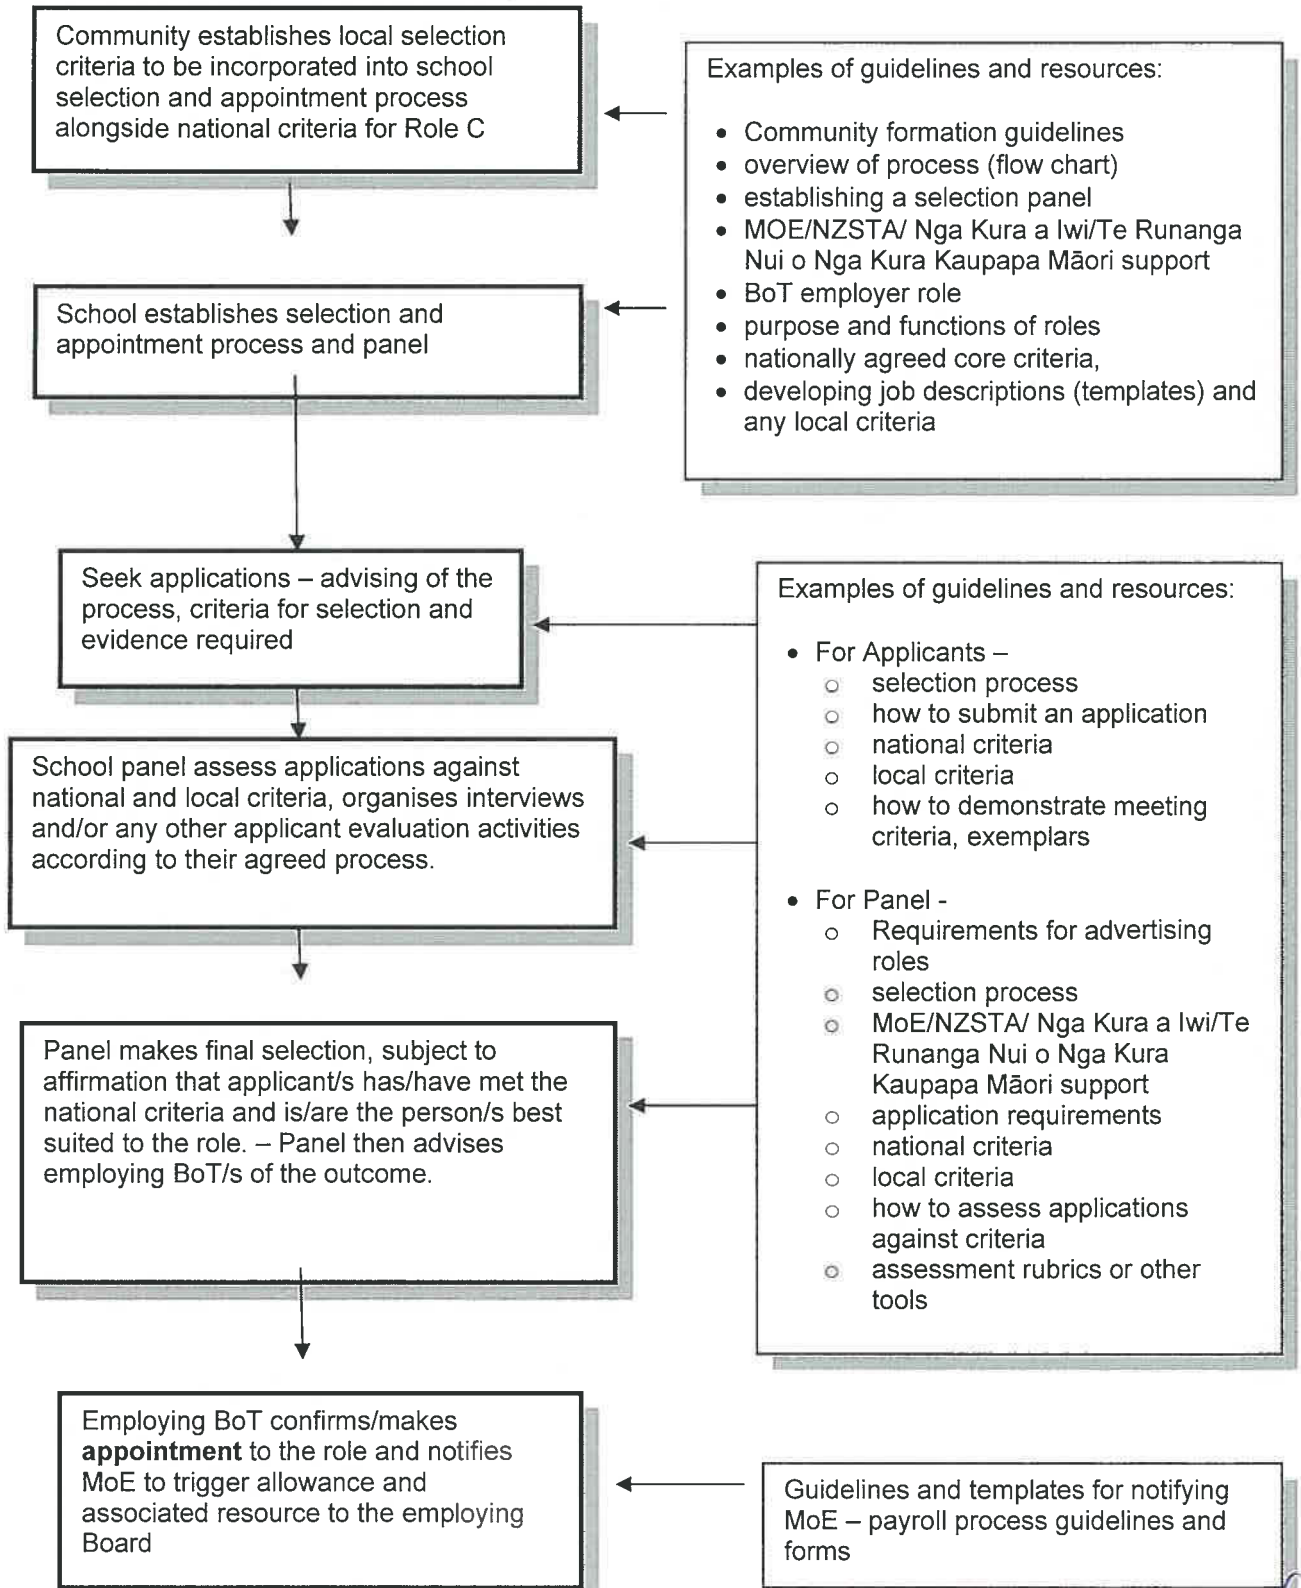 Community establishes local selection
criteria to be incorporated into school
selection and appointment process
alongside national criteria for Role C
Examples of guidelines and resources:
• Community formation guidelines
• overview of process (flow chart)
• establishing a selection panel
• MOE/NZSTA/ Nga Kura a Iwi/Te Runanga
Nui o Nga Kura Kaupapa Māori support
• BoT employer role
• purpose and functions of roles
• nationally agreed core criteria,
• developing job descriptions (templates) and
any local criteria
School establishes selection and
appointment process and panel
Seek applications – advising of the
process, criteria for selection and
evidence required
School panel assess applications against
national and local criteria, organises interviews
and/or any other applicant evaluation activities
according to their agreed process.
Panel makes final selection, subject to
affirmation that applicant/s has/have met the
national criteria and is/are the person/s best
suited to the role. – Panel then advises
employing BoT/s of the outcome.
Examples of guidelines and resources:
• For Applicants –
○ selection process
○ how to submit an application
○ national criteria
○ local criteria
○ how to demonstrate meeting
criteria, exemplars
• For Panel -
○ Requirements for advertising
roles
○ selection process
○ MoE/NZSTA/ Nga Kura a Iwi/Te
Runanga Nui o Nga Kura
Kaupapa Māori support
○ application requirements
○ national criteria
○ local criteria
○ how to assess applications
against criteria
○ assessment rubrics or other
tools
Employing BoT confirms/makes
appointment to the role and notifies
MoE to trigger allowance and
associated resource to the employing
Board
Guidelines and templates for notifying
MoE – payroll process guidelines and
forms